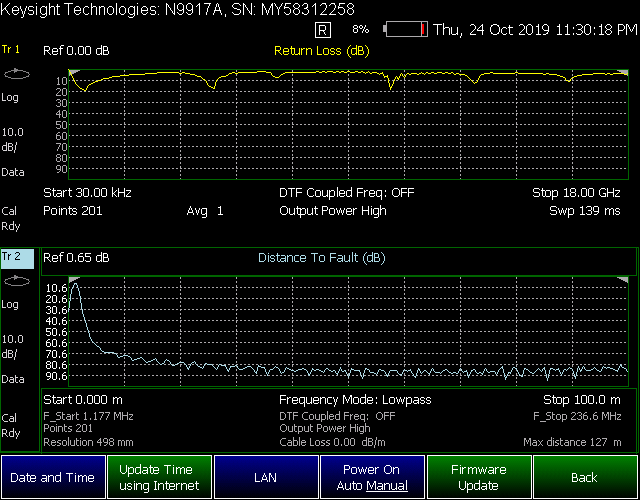 Keysight Technologies: N9917A, SN: MY58312258
R 8% Thu, 24 Oct 2019 11:30:18 PM
Tr 1
Ref 0.00 dB Return Loss (dB)
Log
10.0
dB/
Data
Cal
Rdy
10
20
30
40
50
60
70
80
90
Start 30.00 kHz DTF Coupled Freq: OFF Stop 18.00 GHz
Points 201 Avg 1 Output Power High Swp 139 ms
Tr 2
Ref 0.65 dB Distance To Fault (dB)
Log
10.0
dB/
Data
Cal
Rdy
10.6
20.6
30.6
40.6
50.6
60.6
70.6
80.6
90.6
Start 0.000 m Frequency Mode: Lowpass Stop 100.0 m
F_Start 1.177 MHz DTF Coupled Freq: OFF F_Stop 236.6 MHz
Points 201 Output Power High
Resolution 498 mm Cable Loss 0.00 dB/m Max distance 127 m
Date and Time
Update Time
using Internet
LAN
Power On
Auto Manual
Firmware
Update
Back